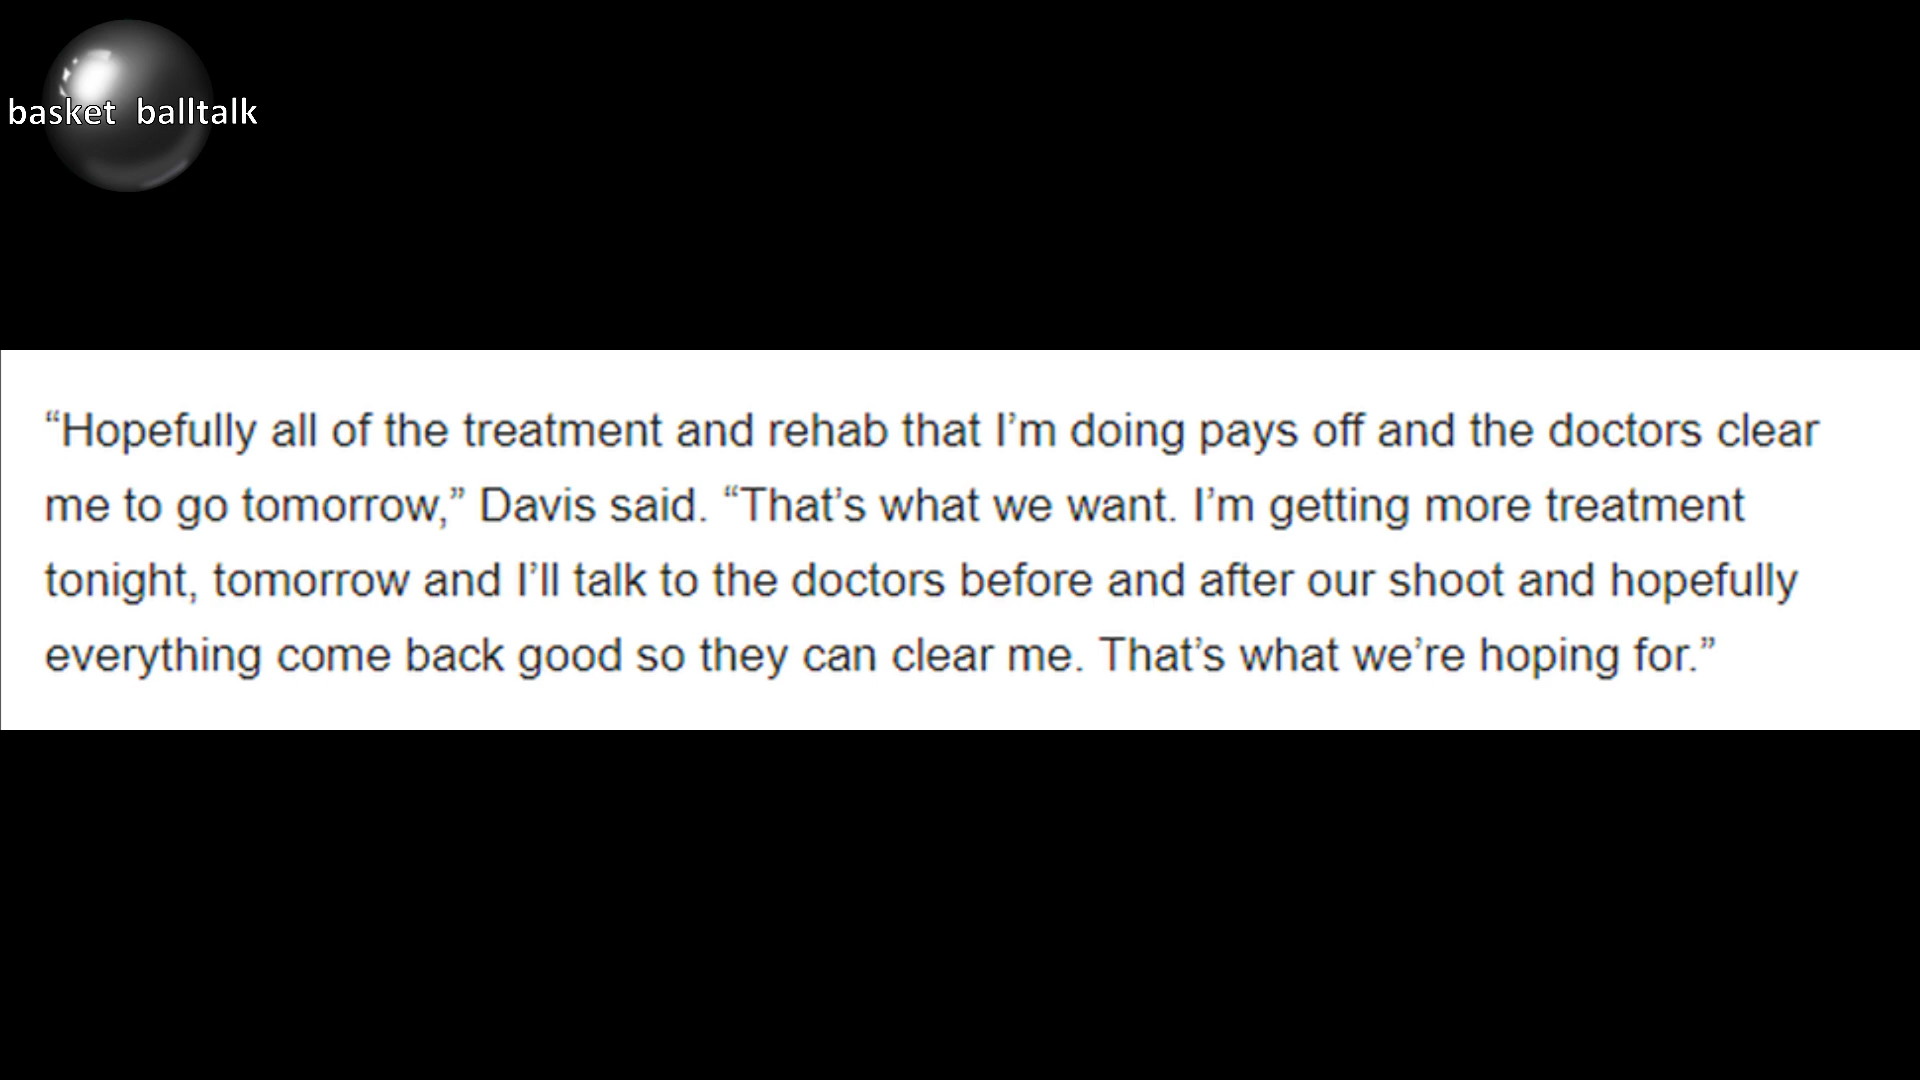 basket balltalk
“Hopefully all of the treatment and rehab that I’m doing pays off and the doctors clear
me to go tomorrow,” Davis said. “That’s what we want. I’m getting more treatment
tonight, tomorrow and I’ll talk to the doctors before and after our shoot and hopefully
everything come back good so they can clear me. That’s what we’re hoping for.”